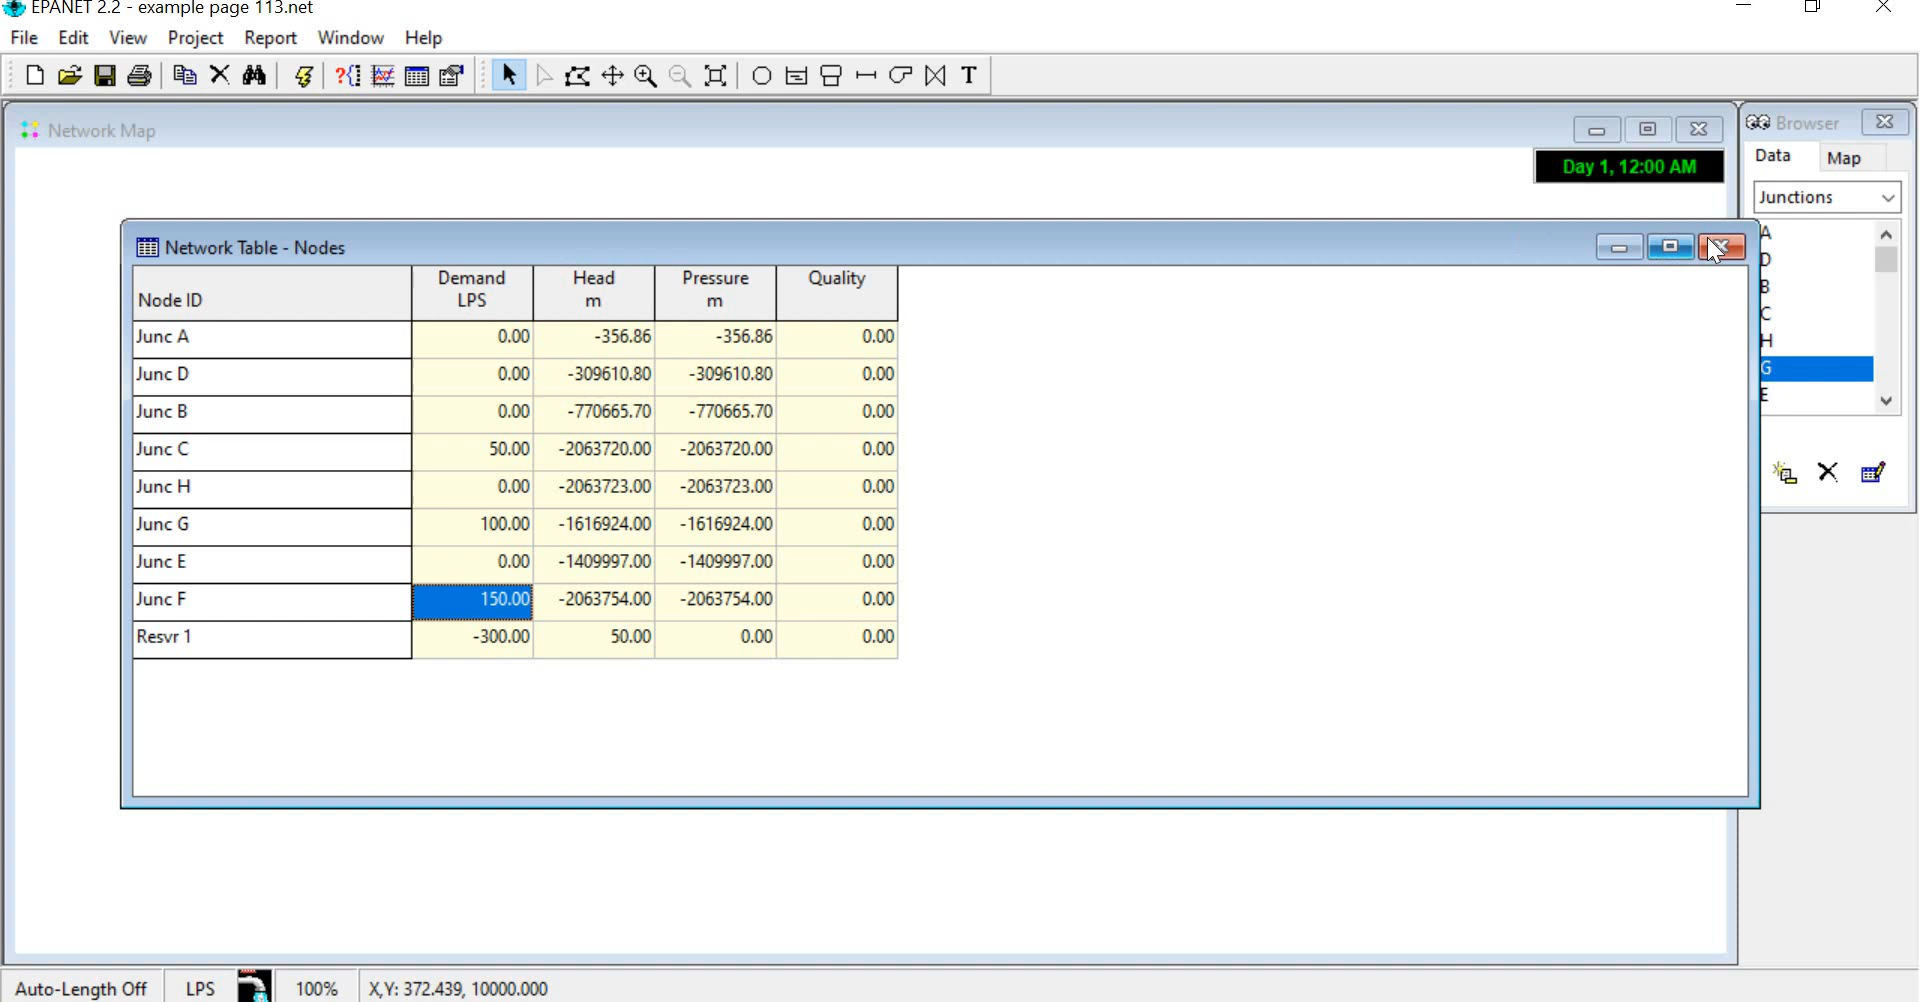 EPANET 2.2 - example page 113.net
File Edit View Project Report Window Help
Network Map
Day 1, 12:00 AM
Browser
Data Map
Junctions
A
D
B
C
H
G
E
Network Table - Nodes
Node ID Demand LPS Head m Pressure m Quality
Junc A 0.00 -356.86 -356.86 0.00
Junc D 0.00 -309610.80 -309610.80 0.00
Junc B 0.00 -770665.70 -770665.70 0.00
Junc C 50.00 -2063720.00 -2063720.00 0.00
Junc H 0.00 -2063723.00 -2063723.00 0.00
Junc G 100.00 -1616924.00 -1616924.00 0.00
Junc E 0.00 -1409997.00 -1409997.00 0.00
Junc F 150.00 -2063754.00 -2063754.00 0.00
Resvr 1 -300.00 50.00 0.00 0.00
Auto-Length Off LPS 100% X,Y: 372.439, 10000.000